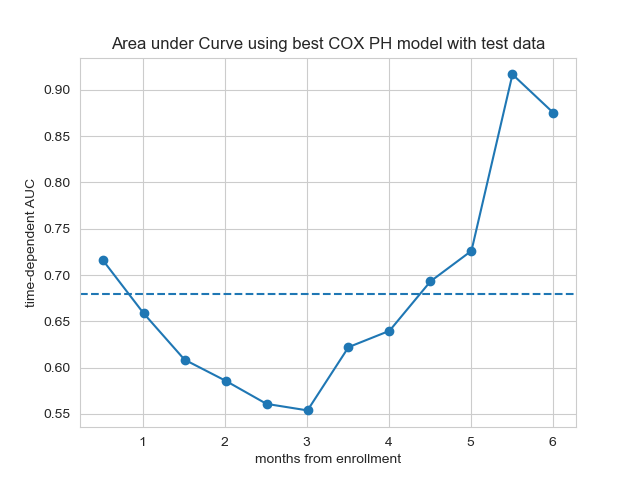 Area under Curve using best COX PH model with test data
time-dependent AUC
0.90
0.85
0.80
0.75
0.70
0.65
0.60
0.55
1 2 3 4 5 6
months from enrollment